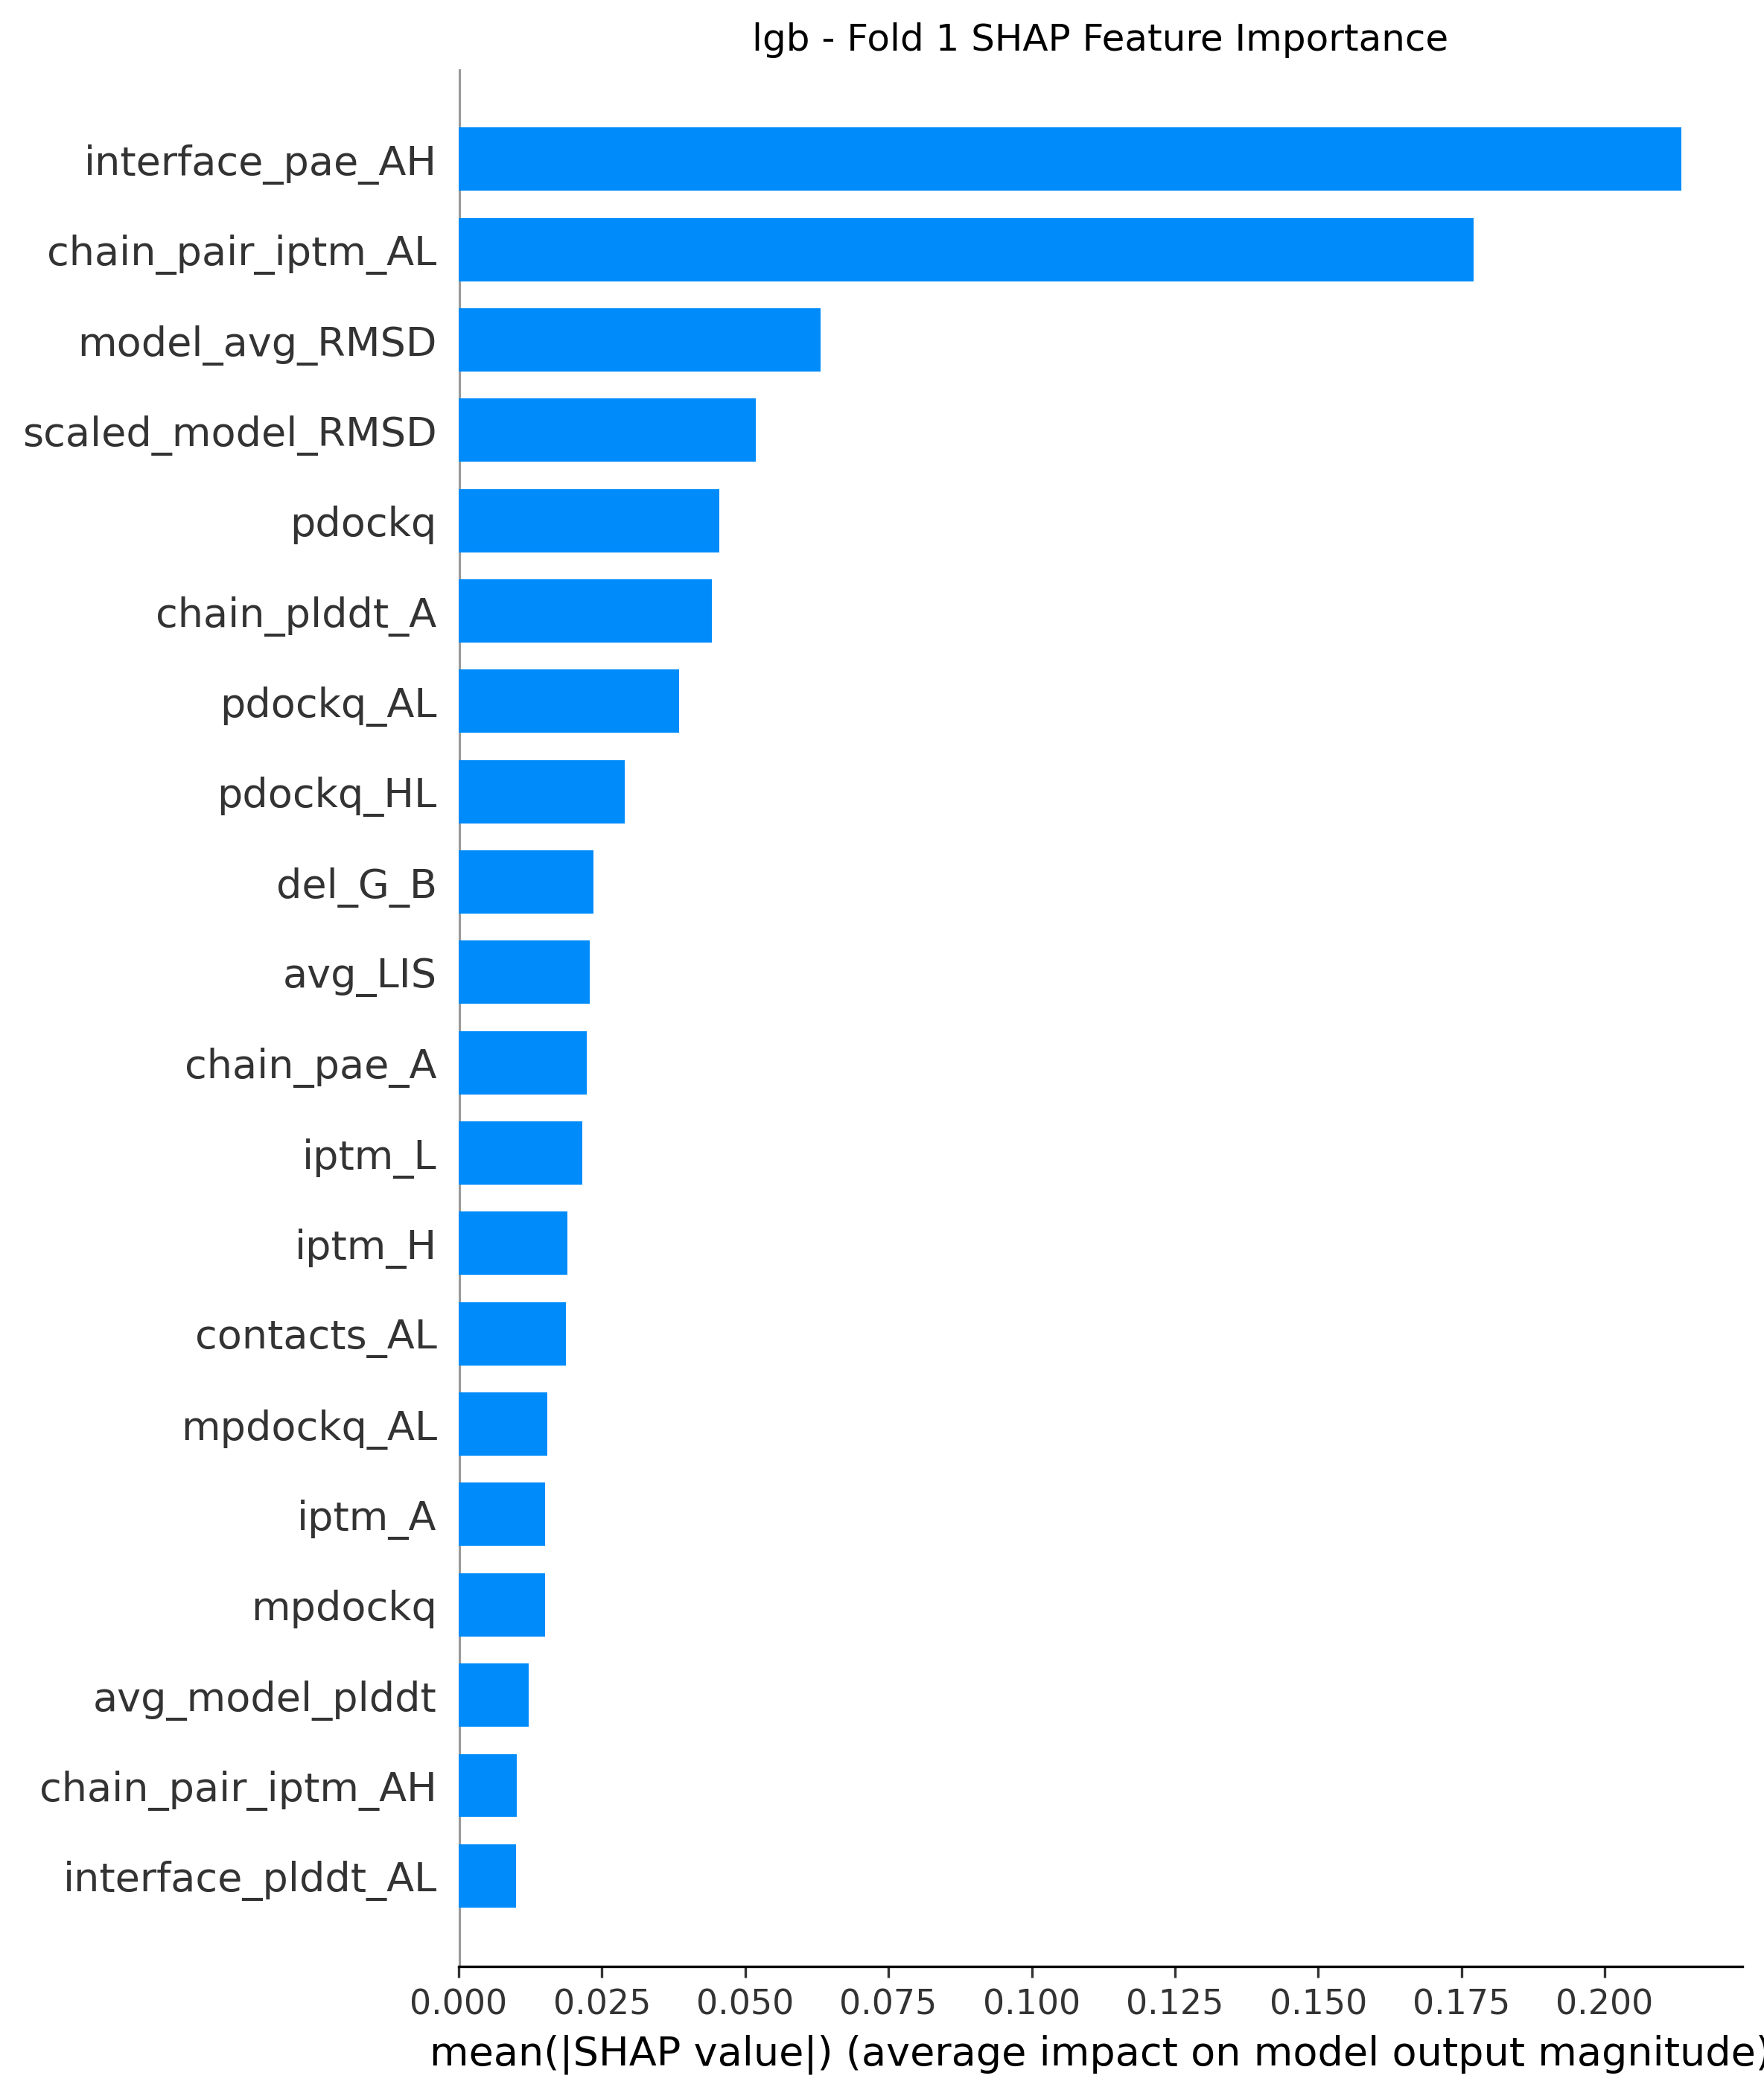 lgb - Fold 1 SHAP Feature Importance
interface_pae_AH
chain_pair_iptm_AL
model_avg_RMSD
scaled_model_RMSD
pdockq
chain_plddt_A
pdockq_AL
pdockq_HL
del_G_B
avg_LIS
chain_pae_A
iptm_L
iptm_H
contacts_AL
mpdockq_AL
iptm_A
mpdockq
avg_model_plddt
chain_pair_iptm_AH
interface_plddt_AL
0.000 0.025 0.050 0.075 0.100 0.125 0.150 0.175 0.200
mean(|SHAP value|) (average impact on model output magnitude)